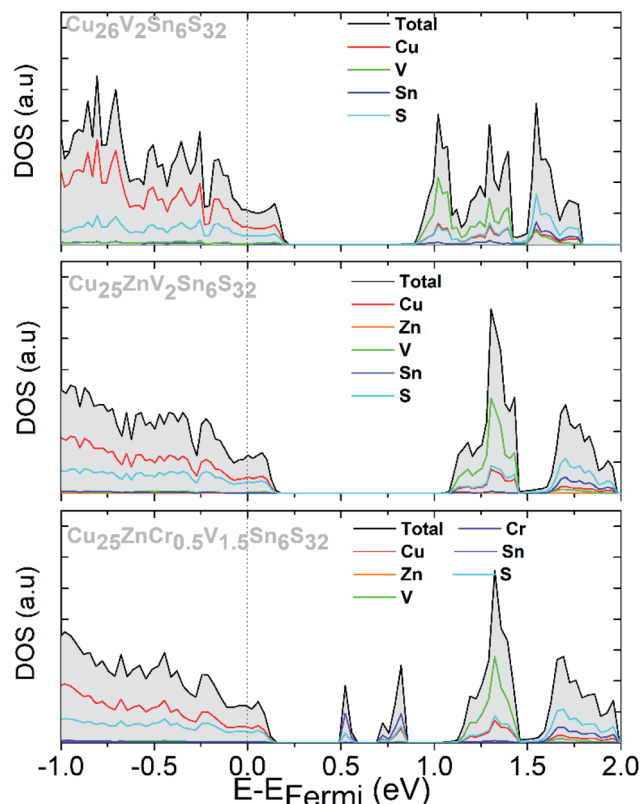 Cu26V2Sn6S32
Total
Cu
V
Sn
S
DOS (a.u)
Cu25ZnV2Sn6S32
Total
Cu
Zn
V
Sn
S
DOS (a.u)
Cu25ZnCr0.5V1.5Sn6S32
Total Cr
Cu Sn
Zn S
V
DOS (a.u)
-1.0 -0.5 0.0 0.5 1.0 1.5 2.0
E-EFermi (eV)